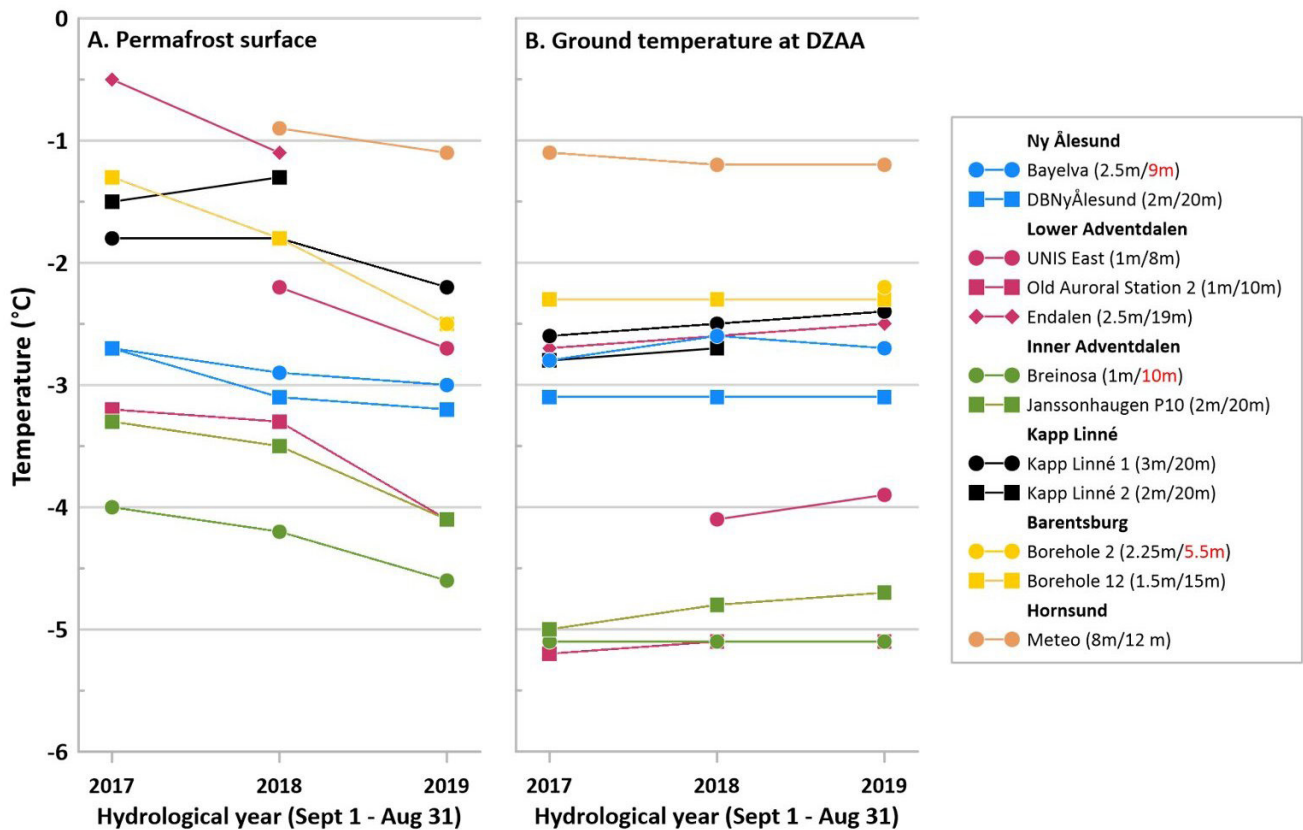 A. Permafrost surface
B. Ground temperature at DZAA
Temperature (°C)
0
-1
-2
-3
-4
-5
-6
2017 2018 2019
2017 2018 2019
Hydrological year (Sept 1 - Aug 31)
Hydrological year (Sept 1 - Aug 31)
Ny Ålesund
Bayelva (2.5m/9m)
DBNyÅlesund (2m/20m)
Lower Adventdalen
UNIS East (1m/8m)
Old Auroral Station 2 (1m/10m)
Endalen (2.5m/19m)
Inner Adventdalen
Breinosa (1m/10m)
Janssonhaugen P10 (2m/20m)
Kapp Linné
Kapp Linné 1 (3m/20m)
Kapp Linné 2 (2m/20m)
Barentsburg
Borehole 2 (2.25m/5.5m)
Borehole 12 (1.5m/15m)
Hornsund
Meteo (8m/12 m)